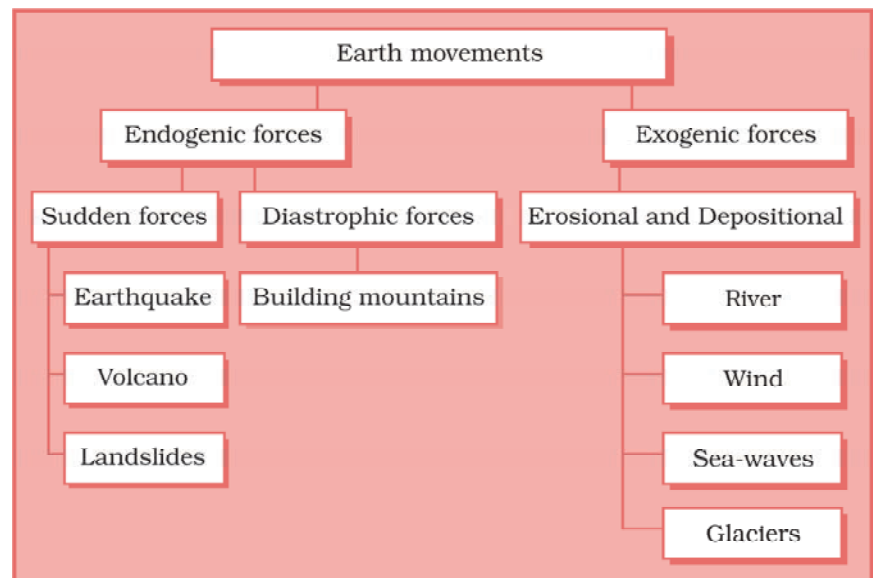 Earth movements
Endogenic forces
Exogenic forces
Sudden forces
Diastrophic forces
Erosional and Depositional
Earthquake
Building mountains
River
Volcano
Wind
Landslides
Sea-waves
Glaciers